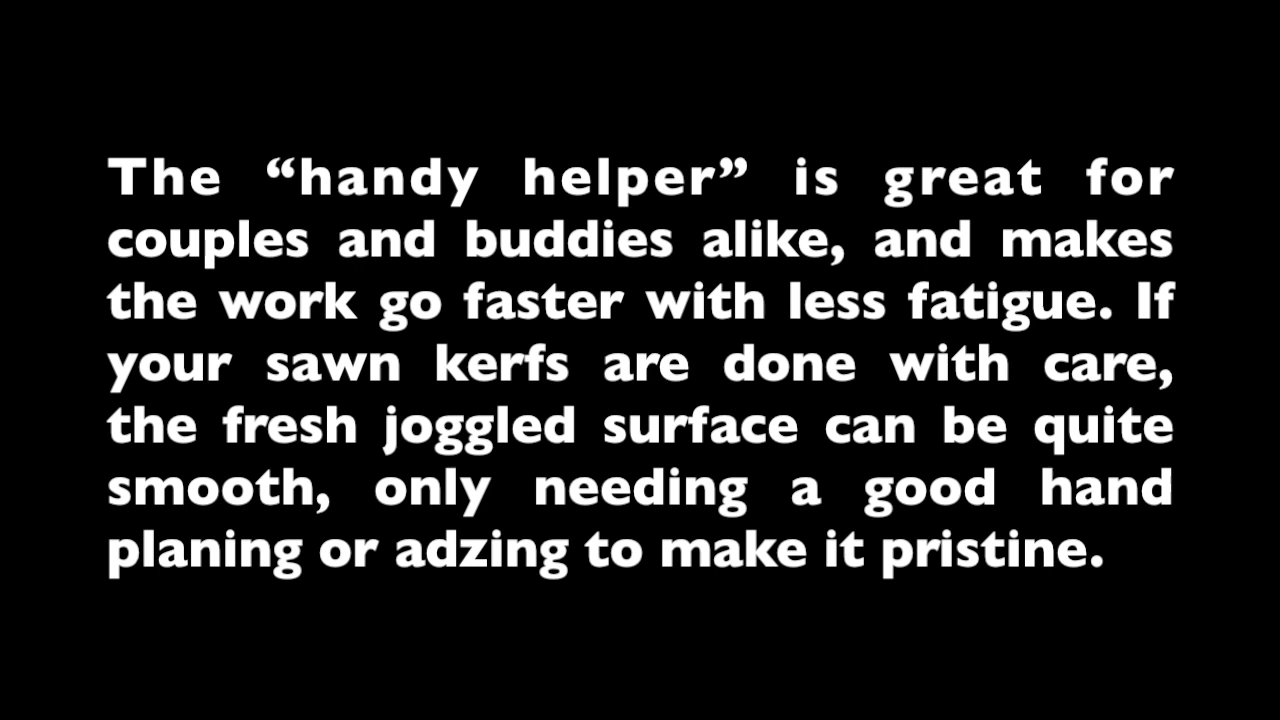 The “handy helper” is great for
couples and buddies alike, and makes
the work go faster with less fatigue. If
your sawn kerfs are done with care,
the fresh joggled surface can be quite
smooth, only needing a good hand
planing or adzing to make it pristine.